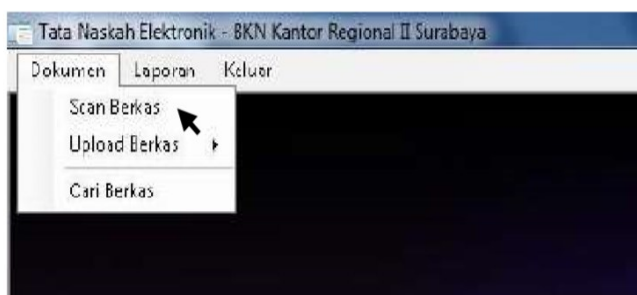 Tata Naskah Elektronik - BKN Kantor Regional II Surabaya
Dokumen Laporan Keluar
Scan Berkas
Upload Berkas
Cari Berkas